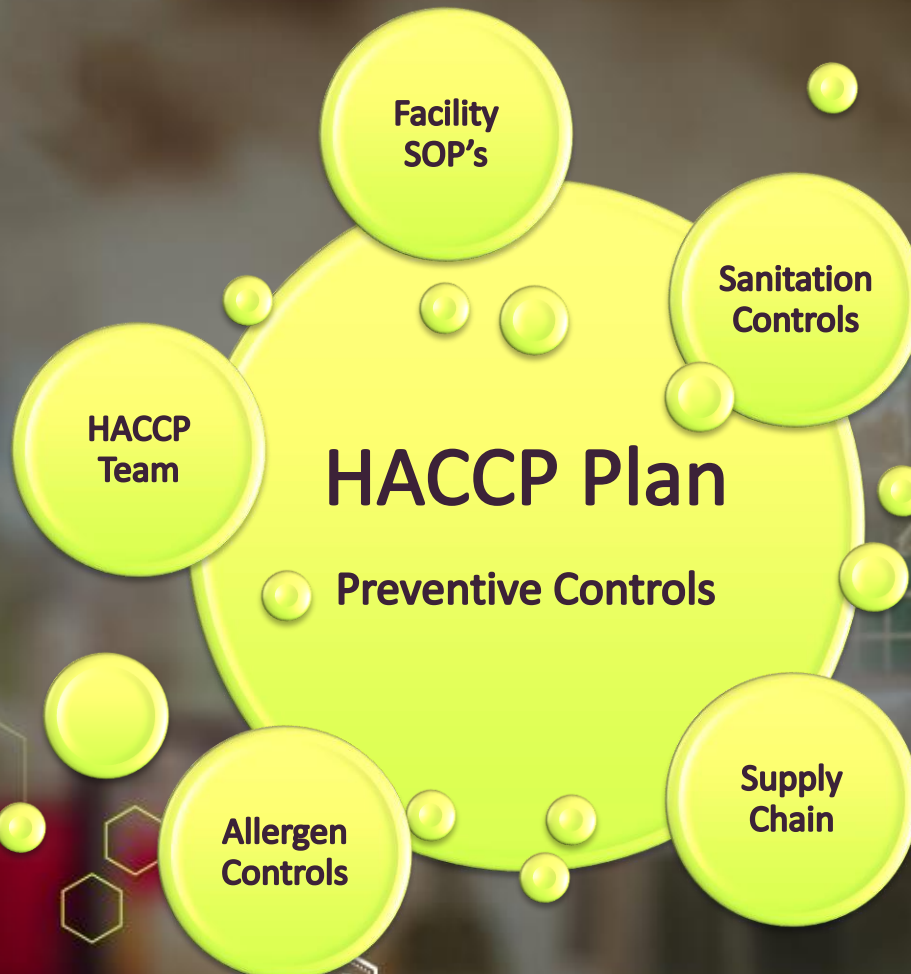 Facility
SOP’s
Sanitation
Controls
HACCP
Team
HACCP Plan
Preventive Controls
Supply
Chain
Allergen
Controls